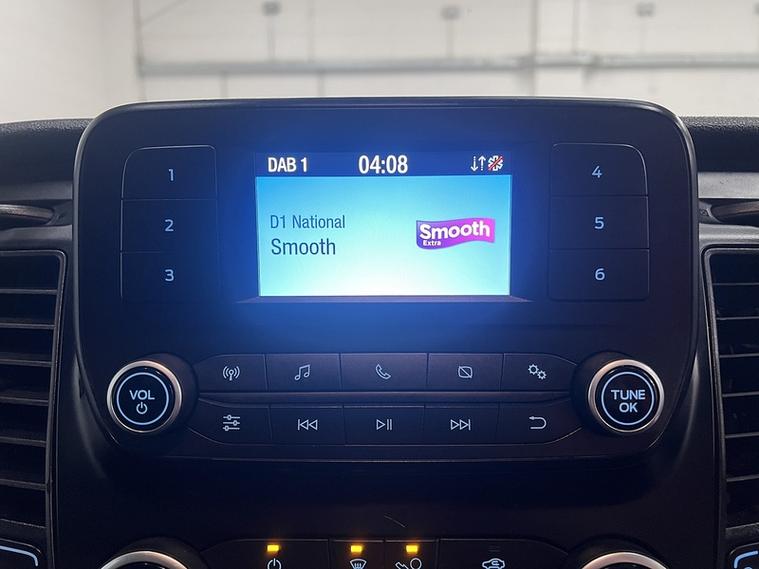 DAB 1 04:08
D1 National
Smooth
Smooth
Extra
1
2
3
4
5
6
VOL
TUNE
OK